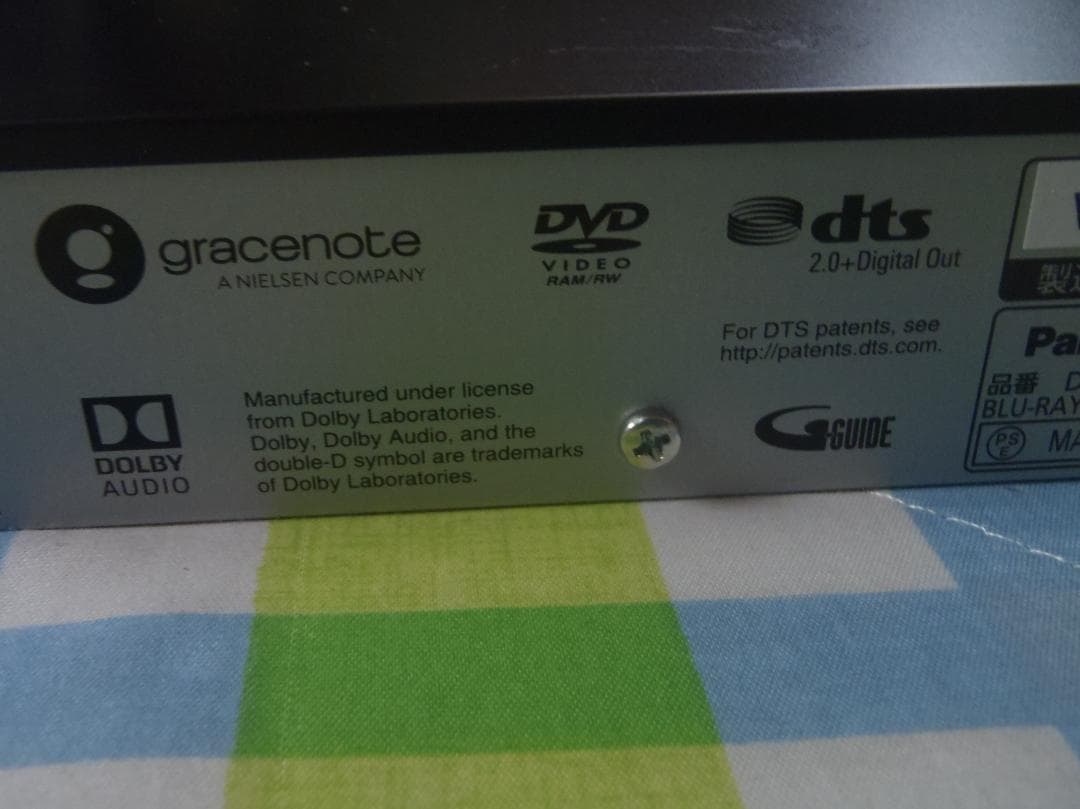 gracenote
A NIELSEN COMPANY
DVD
VIDEO
RAM/RW
dts
2.0+Digital Out
For DTS patents, see
http://patents.dts.com.
DOLBY
AUDIO
Manufactured under license
from Dolby Laboratories.
Dolby, Dolby Audio, and the
double-D symbol are trademarks
of Dolby Laboratories.
G-GUIDE
製造
Pa
品番 D
BLU-RAY
PS
E
MA